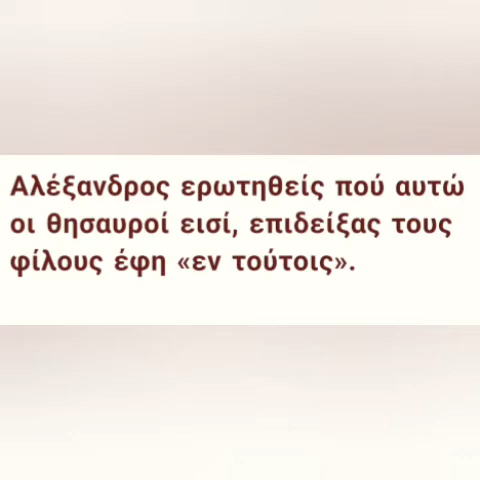 Αλέξανδρος ερωτηθείς πού αυτώ
οι θησαυροί εισί, επιδείξας τους
φίλους έφη «εν τούτοις».